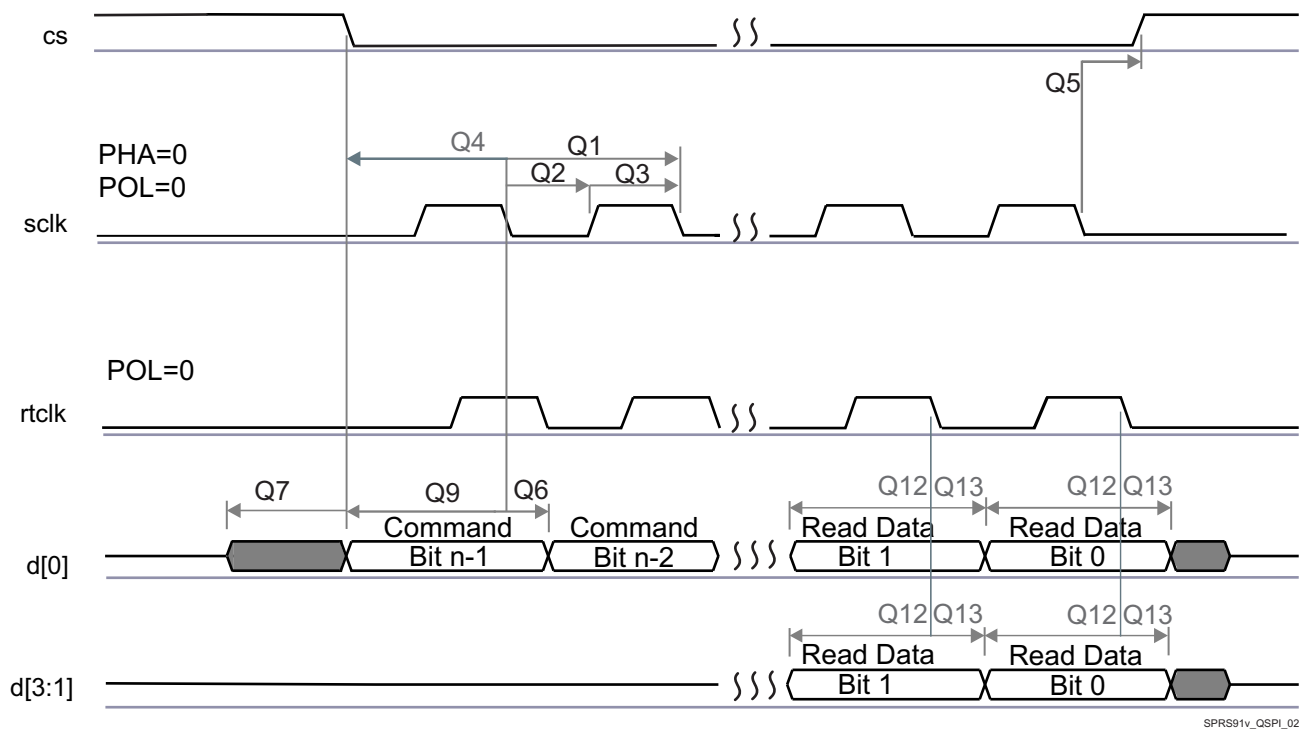 cs
Q5
PHA=0
POL=0
Q4
Q1
Q2
Q3
sclk
POL=0
rtclk
Q7
Q9
Q6
Q12 Q13
Q12 Q13
Command
Command
Read Data
Read Data
d[0]
Bit n-1
Bit n-2
Bit 1
Bit 0
Q12 Q13
Q12 Q13
Read Data
Read Data
d[3:1]
Bit 1
Bit 0
SPRS91v_QSPI_02